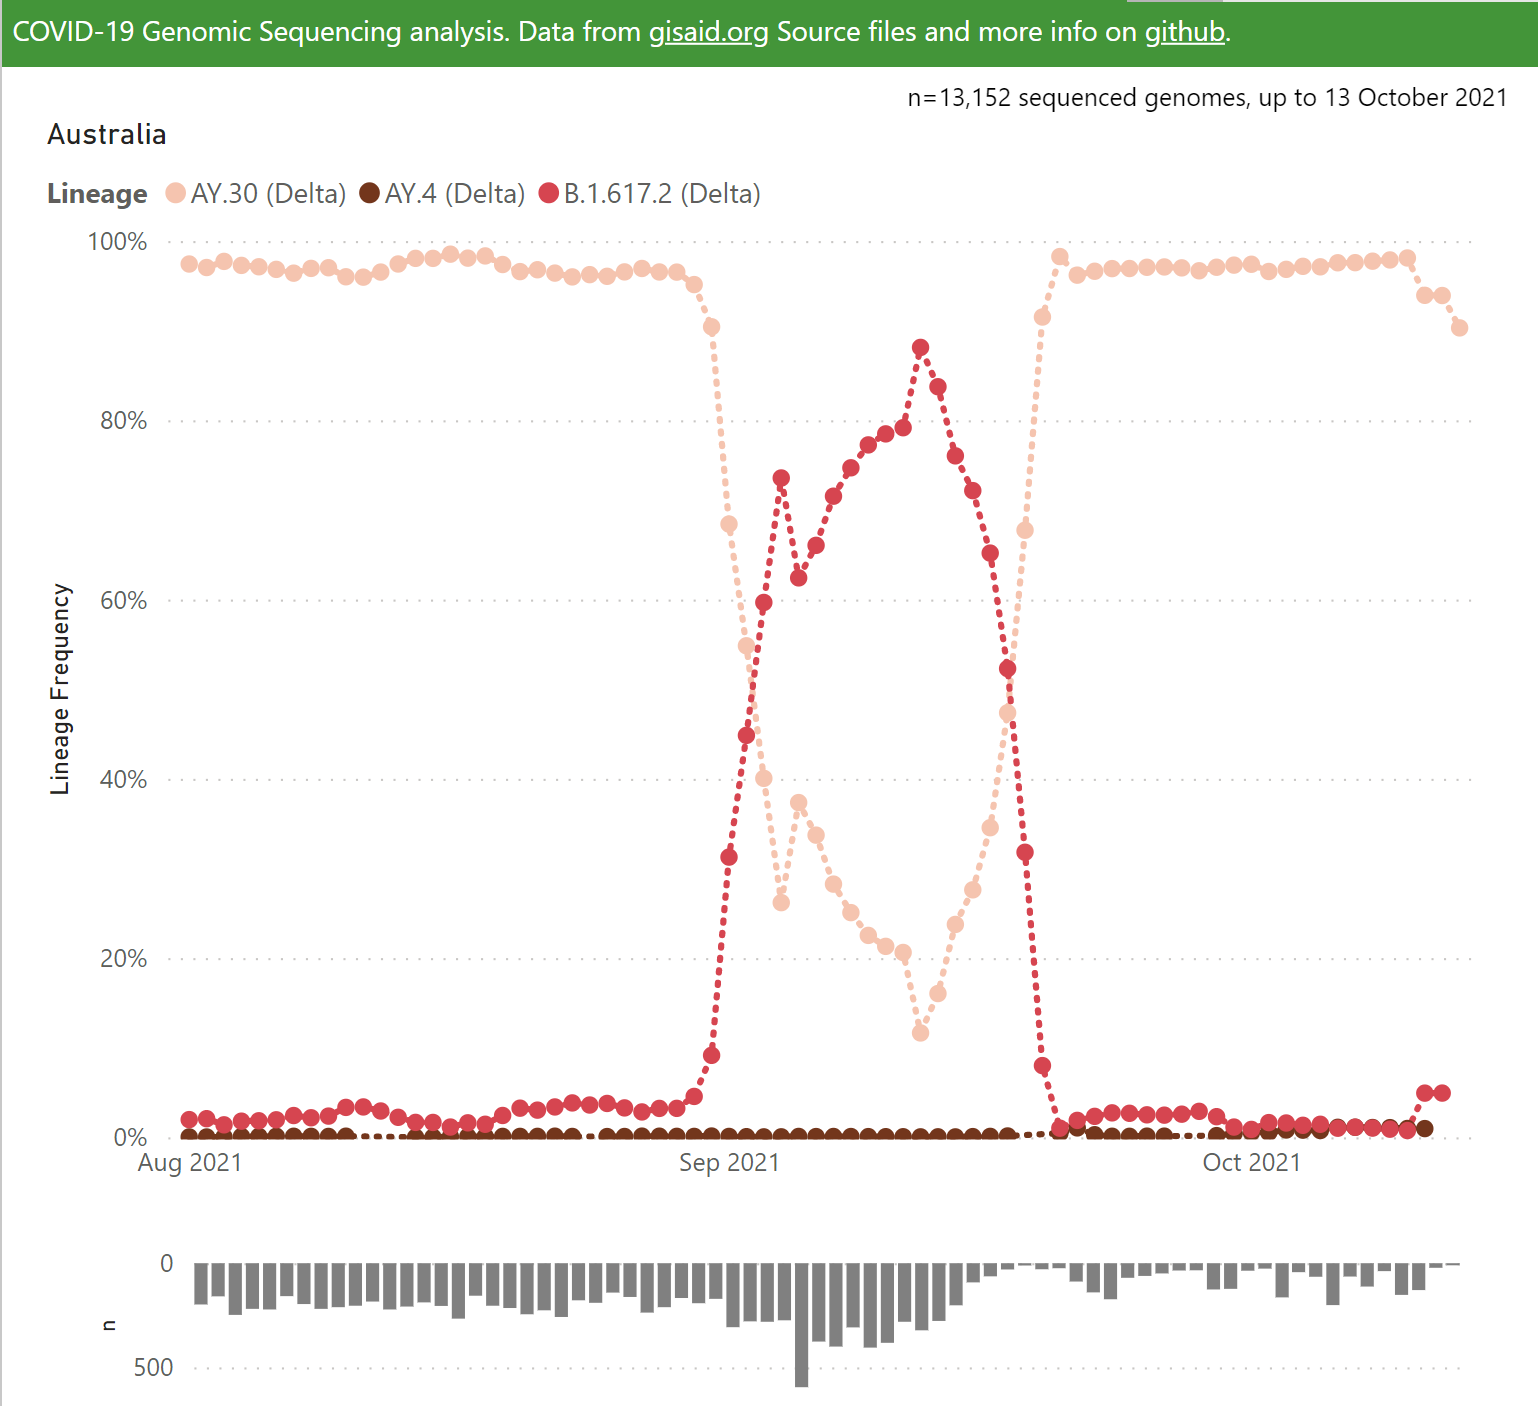 COVID-19 Genomic Sequencing analysis. Data from gisaid.org Source files and more info on github.
n=13,152 sequenced genomes, up to 13 October 2021
Australia
Lineage AY.30 (Delta) AY.4 (Delta) B.1.617.2 (Delta)
100%
80%
60%
40%
20%
0%
Lineage Frequency
Aug 2021 Sep 2021 Oct 2021
0
n
500